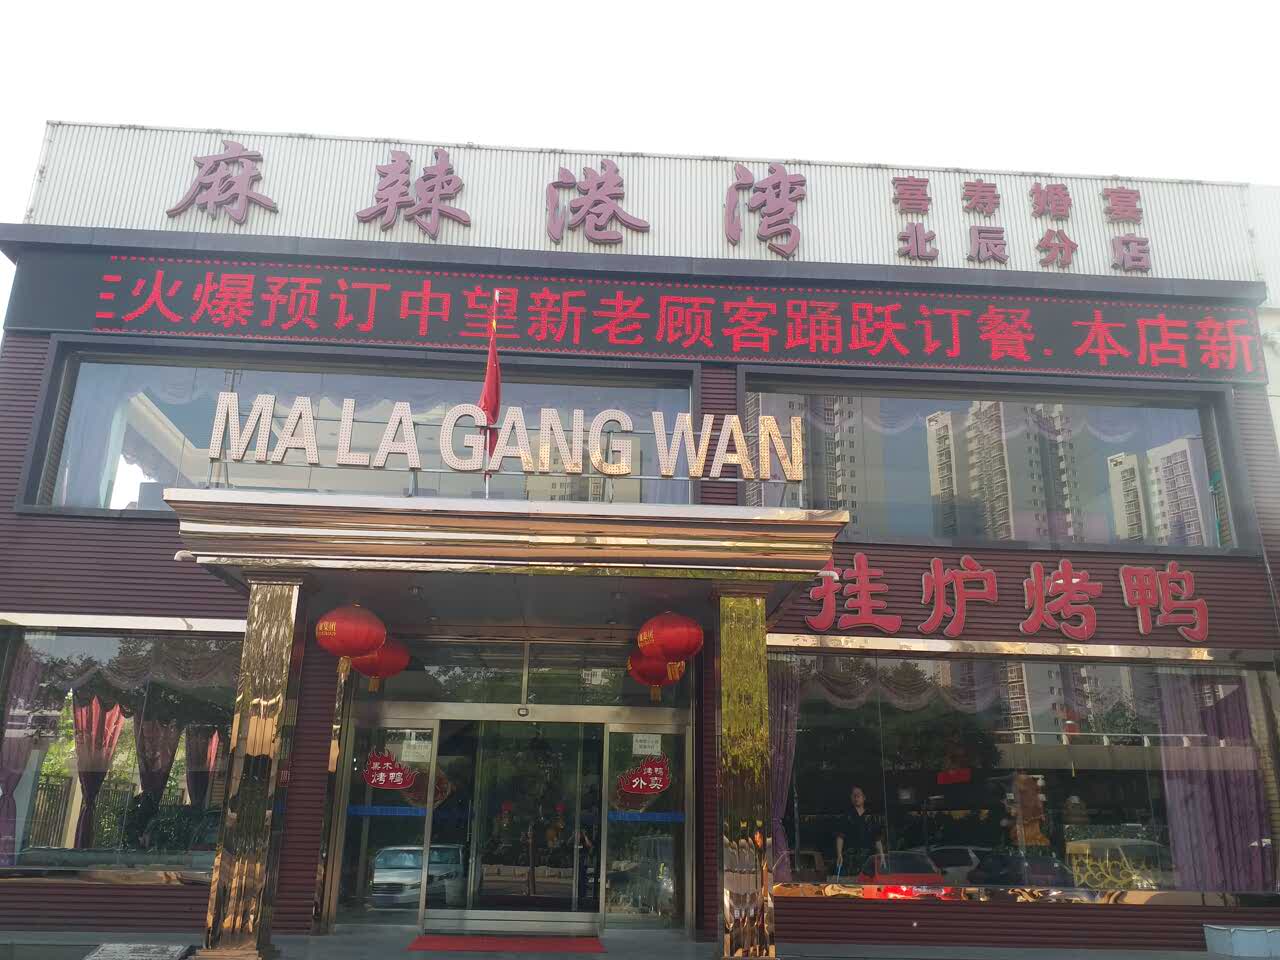 麻辣港湾
喜寿婚宴
北辰分店
火爆预订中望新老顾客踊跃订餐.本店新
MA LA GANG WAN
挂炉烤鸭
果木
烤鸭
烤鸭
外卖